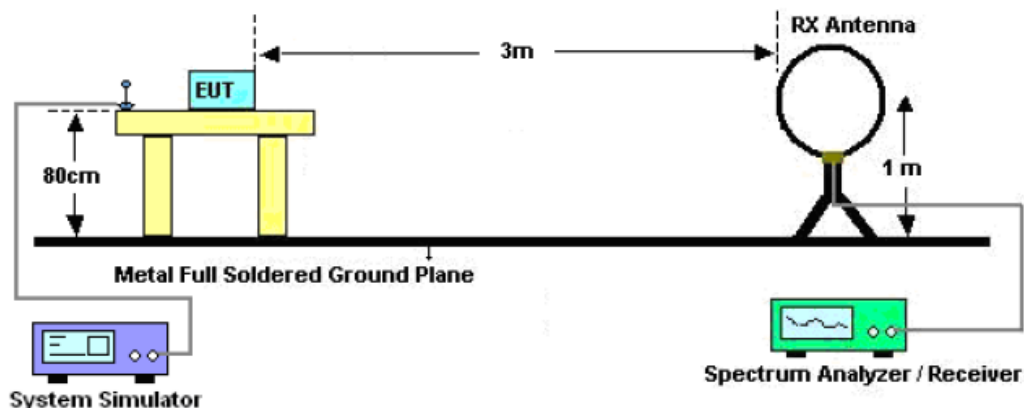 RX Antenna
3m
EUT
80cm
1 m
Metal Full Soldered Ground Plane
System Simulator
Spectrum Analyzer / Receiver